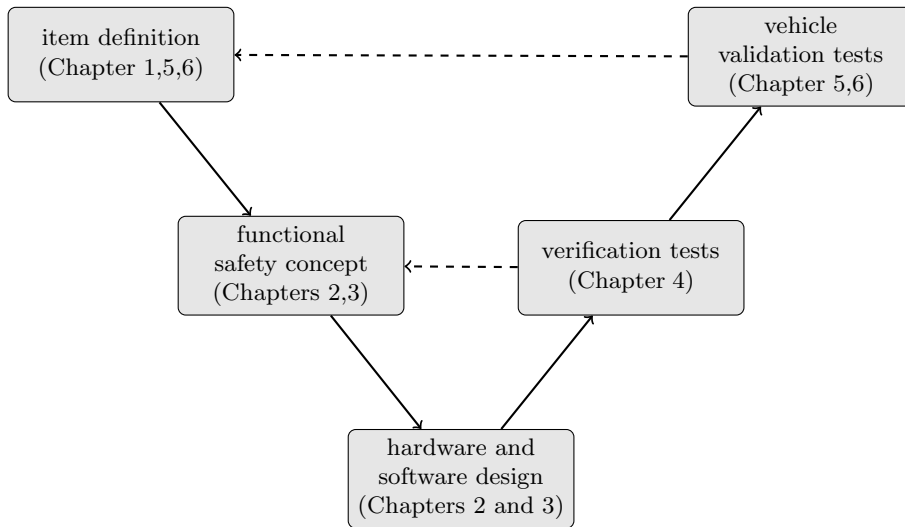 item definition
(Chapter 1,5,6)
vehicle
validation tests
(Chapter 5,6)
functional
safety concept
(Chapters 2,3)
verification tests
(Chapter 4)
hardware and
software design
(Chapters 2 and 3)